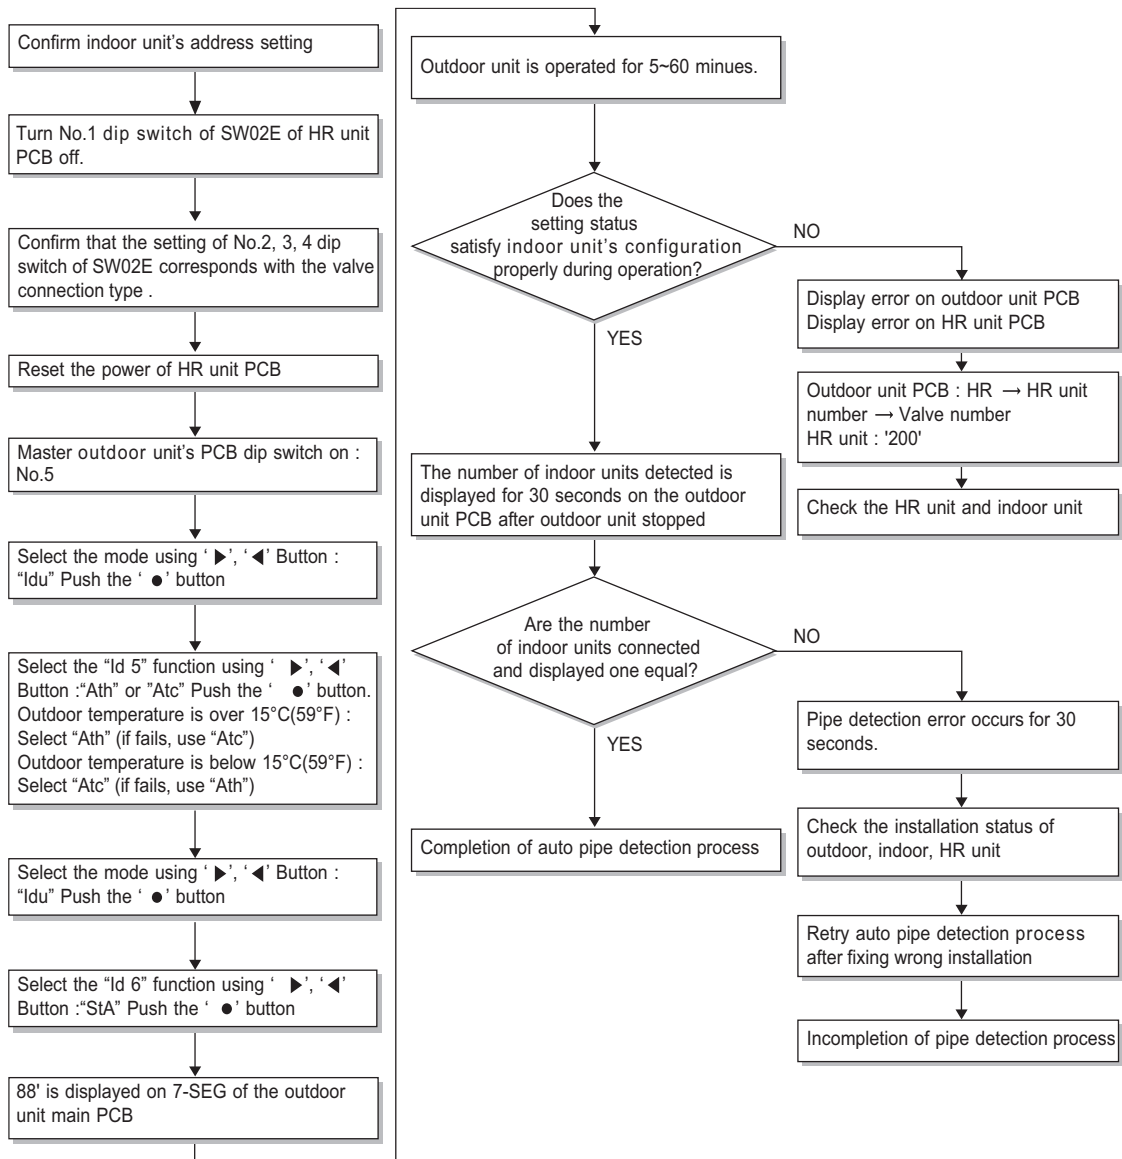 Confirm indoor unit's address setting
Turn No.1 dip switch of SW02E of HR unit
PCB off.
Confirm that the setting of No.2, 3, 4 dip
switch of SW02E corresponds with the valve
connection type .
Reset the power of HR unit PCB
Master outdoor unit's PCB dip switch on :
No.5
Select the mode using ‘ ▶’, ‘◀’ Button :
“Idu” Push the ‘ ●’ button
Select the “Id 5” function using ‘ ▶’, ‘◀’
Button :“Ath” or ”Atc” Push the ‘ ●’ button.
Outdoor temperature is over 15°C(59°F) :
Select “Ath” (if fails, use “Atc”)
Outdoor temperature is below 15°C(59°F) :
Select “Atc” (if fails, use “Ath”)
Select the mode using ‘ ▶’, ‘◀’ Button :
“Idu” Push the ‘ ●’ button
Select the “Id 6” function using ‘ ▶’, ‘◀’
Button :“StA” Push the ‘ ●’ button
88' is displayed on 7-SEG of the outdoor
unit main PCB
Outdoor unit is operated for 5~60 minues.
Does the
setting status
satisfy indoor unit's configuration
properly during operation?
NO
YES
Display error on outdoor unit PCB
Display error on HR unit PCB
Outdoor unit PCB : HR → HR unit
number → Valve number
HR unit : '200'
Check the HR unit and indoor unit
The number of indoor units detected is
displayed for 30 seconds on the outdoor
unit PCB after outdoor unit stopped
Are the number
of indoor units connected
and displayed one equal?
NO
YES
Completion of auto pipe detection process
Pipe detection error occurs for 30
seconds.
Check the installation status of
outdoor, indoor, HR unit
Retry auto pipe detection process
after fixing wrong installation
Incompletion of pipe detection process